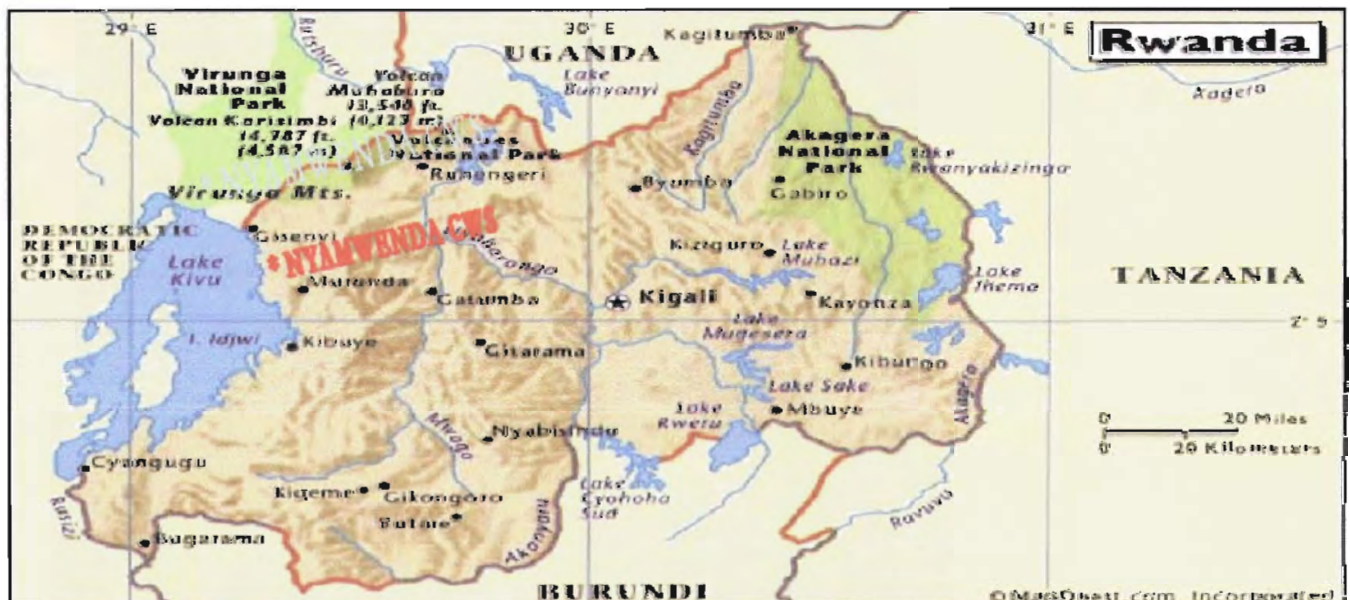 29° E
30° E
31° E
Rwanda
Kagitumba
UGANDA
Rutshuru
Lake
Bunyonyi
Kagera
Virunga
National
Park
Volcan
Muhabura
13,540 ft.
(4,127 m)
Volcan Karisimbi
14,787 ft.
(4,507 m)
Volcanoes
National Park
Ruhengeri
Virunga Mts.
Kagitumba
Akagera
National
Park
Lake
Rwanyakizinga
Byumba
Gabiro
DEMOCRATIC
REPUBLIC
OF THE
CONGO
Gisenyi
* NYAMWENDA CWS
Lake
Kivu
Muranda
Gatumba
Kiziguro
Lake
Muhazi
Lake
Ihema
TANZANIA
Kigali
Kayonza
Lake
Mugesera
2° S
I. Idjwi
Kibuye
Gitarama
Kibungo
Lake Sake
Mbuye
Lake
Rweru
Akagera
0 20 Miles
0 20 Kilometers
Mwogo
Nyabisindu
Cyangugu
Kigeme
Gikongoro
Butare
Lake
Cyohoha
Sud
Ruvuvu
Rusizi
Bugarama
Akanyaru
BURUNDI
©MapQuest.com, Incorporated